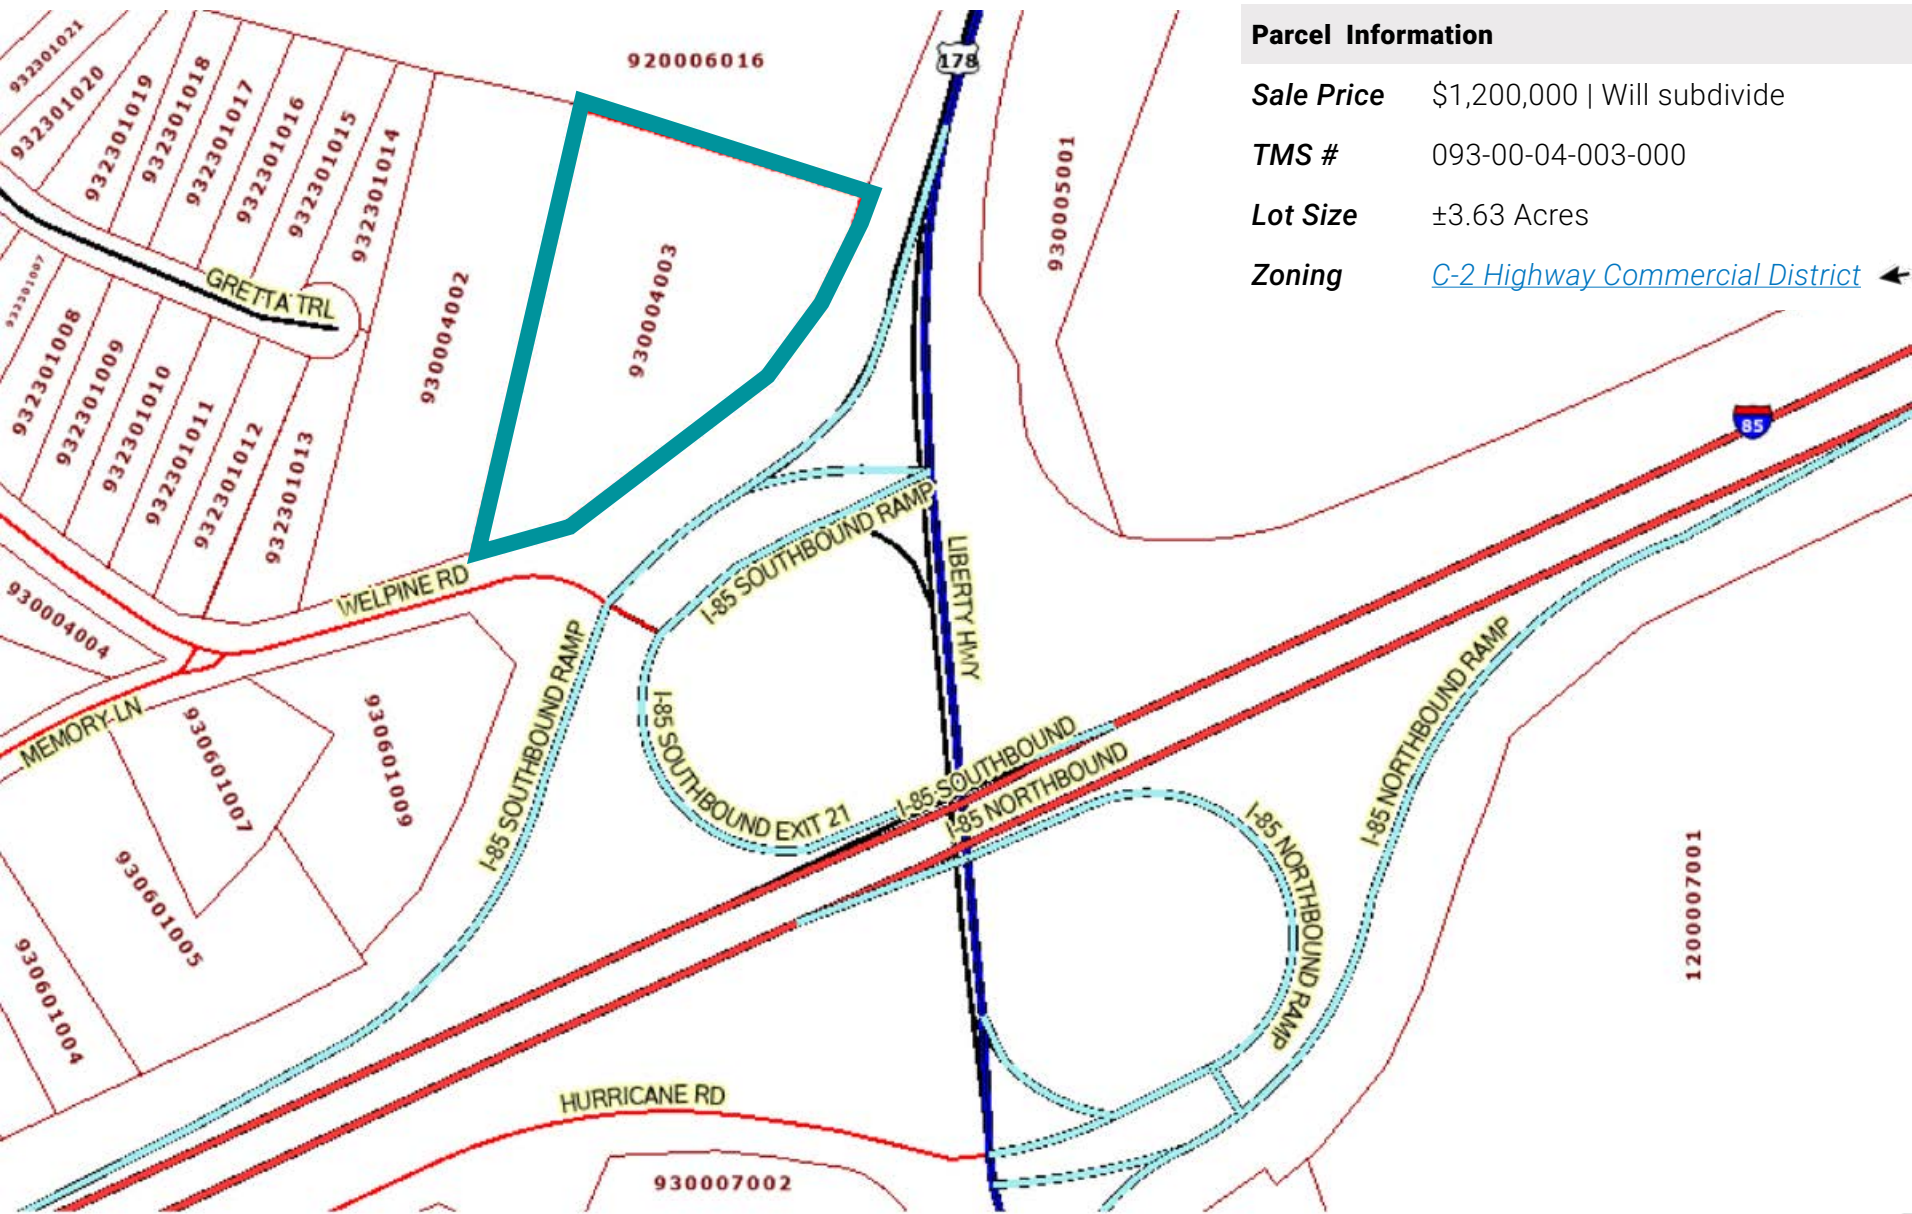 Parcel Information
Sale Price $1,200,000 | Will subdivide
TMS # 093-00-04-003-000
Lot Size ±3.63 Acres
Zoning C-2 Highway Commercial District
932301021
932301020
932301019
932301018
932301017
932301016
932301015
932301014
920006016
178
930005001
GRETTA TRL
932301007
932301008
932301009
932301010
932301011
932301012
932301013
930004002
930004003
85
I-85 SOUTHBOUND RAMP
LIBERTY HWY
WELPINE RD
930004004
MEMORY LN
930601007
930601009
930601005
930601004
I-85 SOUTHBOUND RAMP
I-85 SOUTHBOUND EXIT 21
I-85 SOUTHBOUND
I-85 NORTHBOUND
I-85 NORTHBOUND RAMP
I-85 NORTHBOUND RAMP
1200007001
HURRICANE RD
930007002